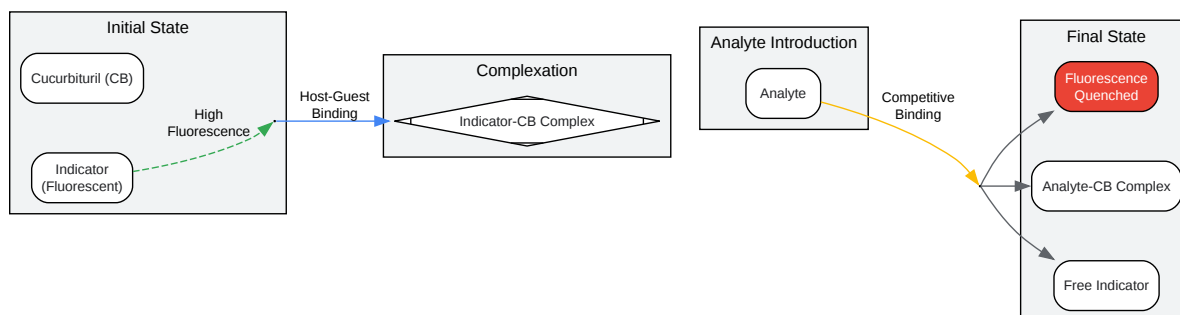 Initial State
Cucurbituril (CB)
Indicator
(Fluorescent)
High
Fluorescence
Host-Guest
Binding
Complexation
Indicator-CB Complex
Analyte Introduction
Analyte
Competitive
Binding
Final State
Fluorescence
Quenched
Analyte-CB Complex
Free Indicator